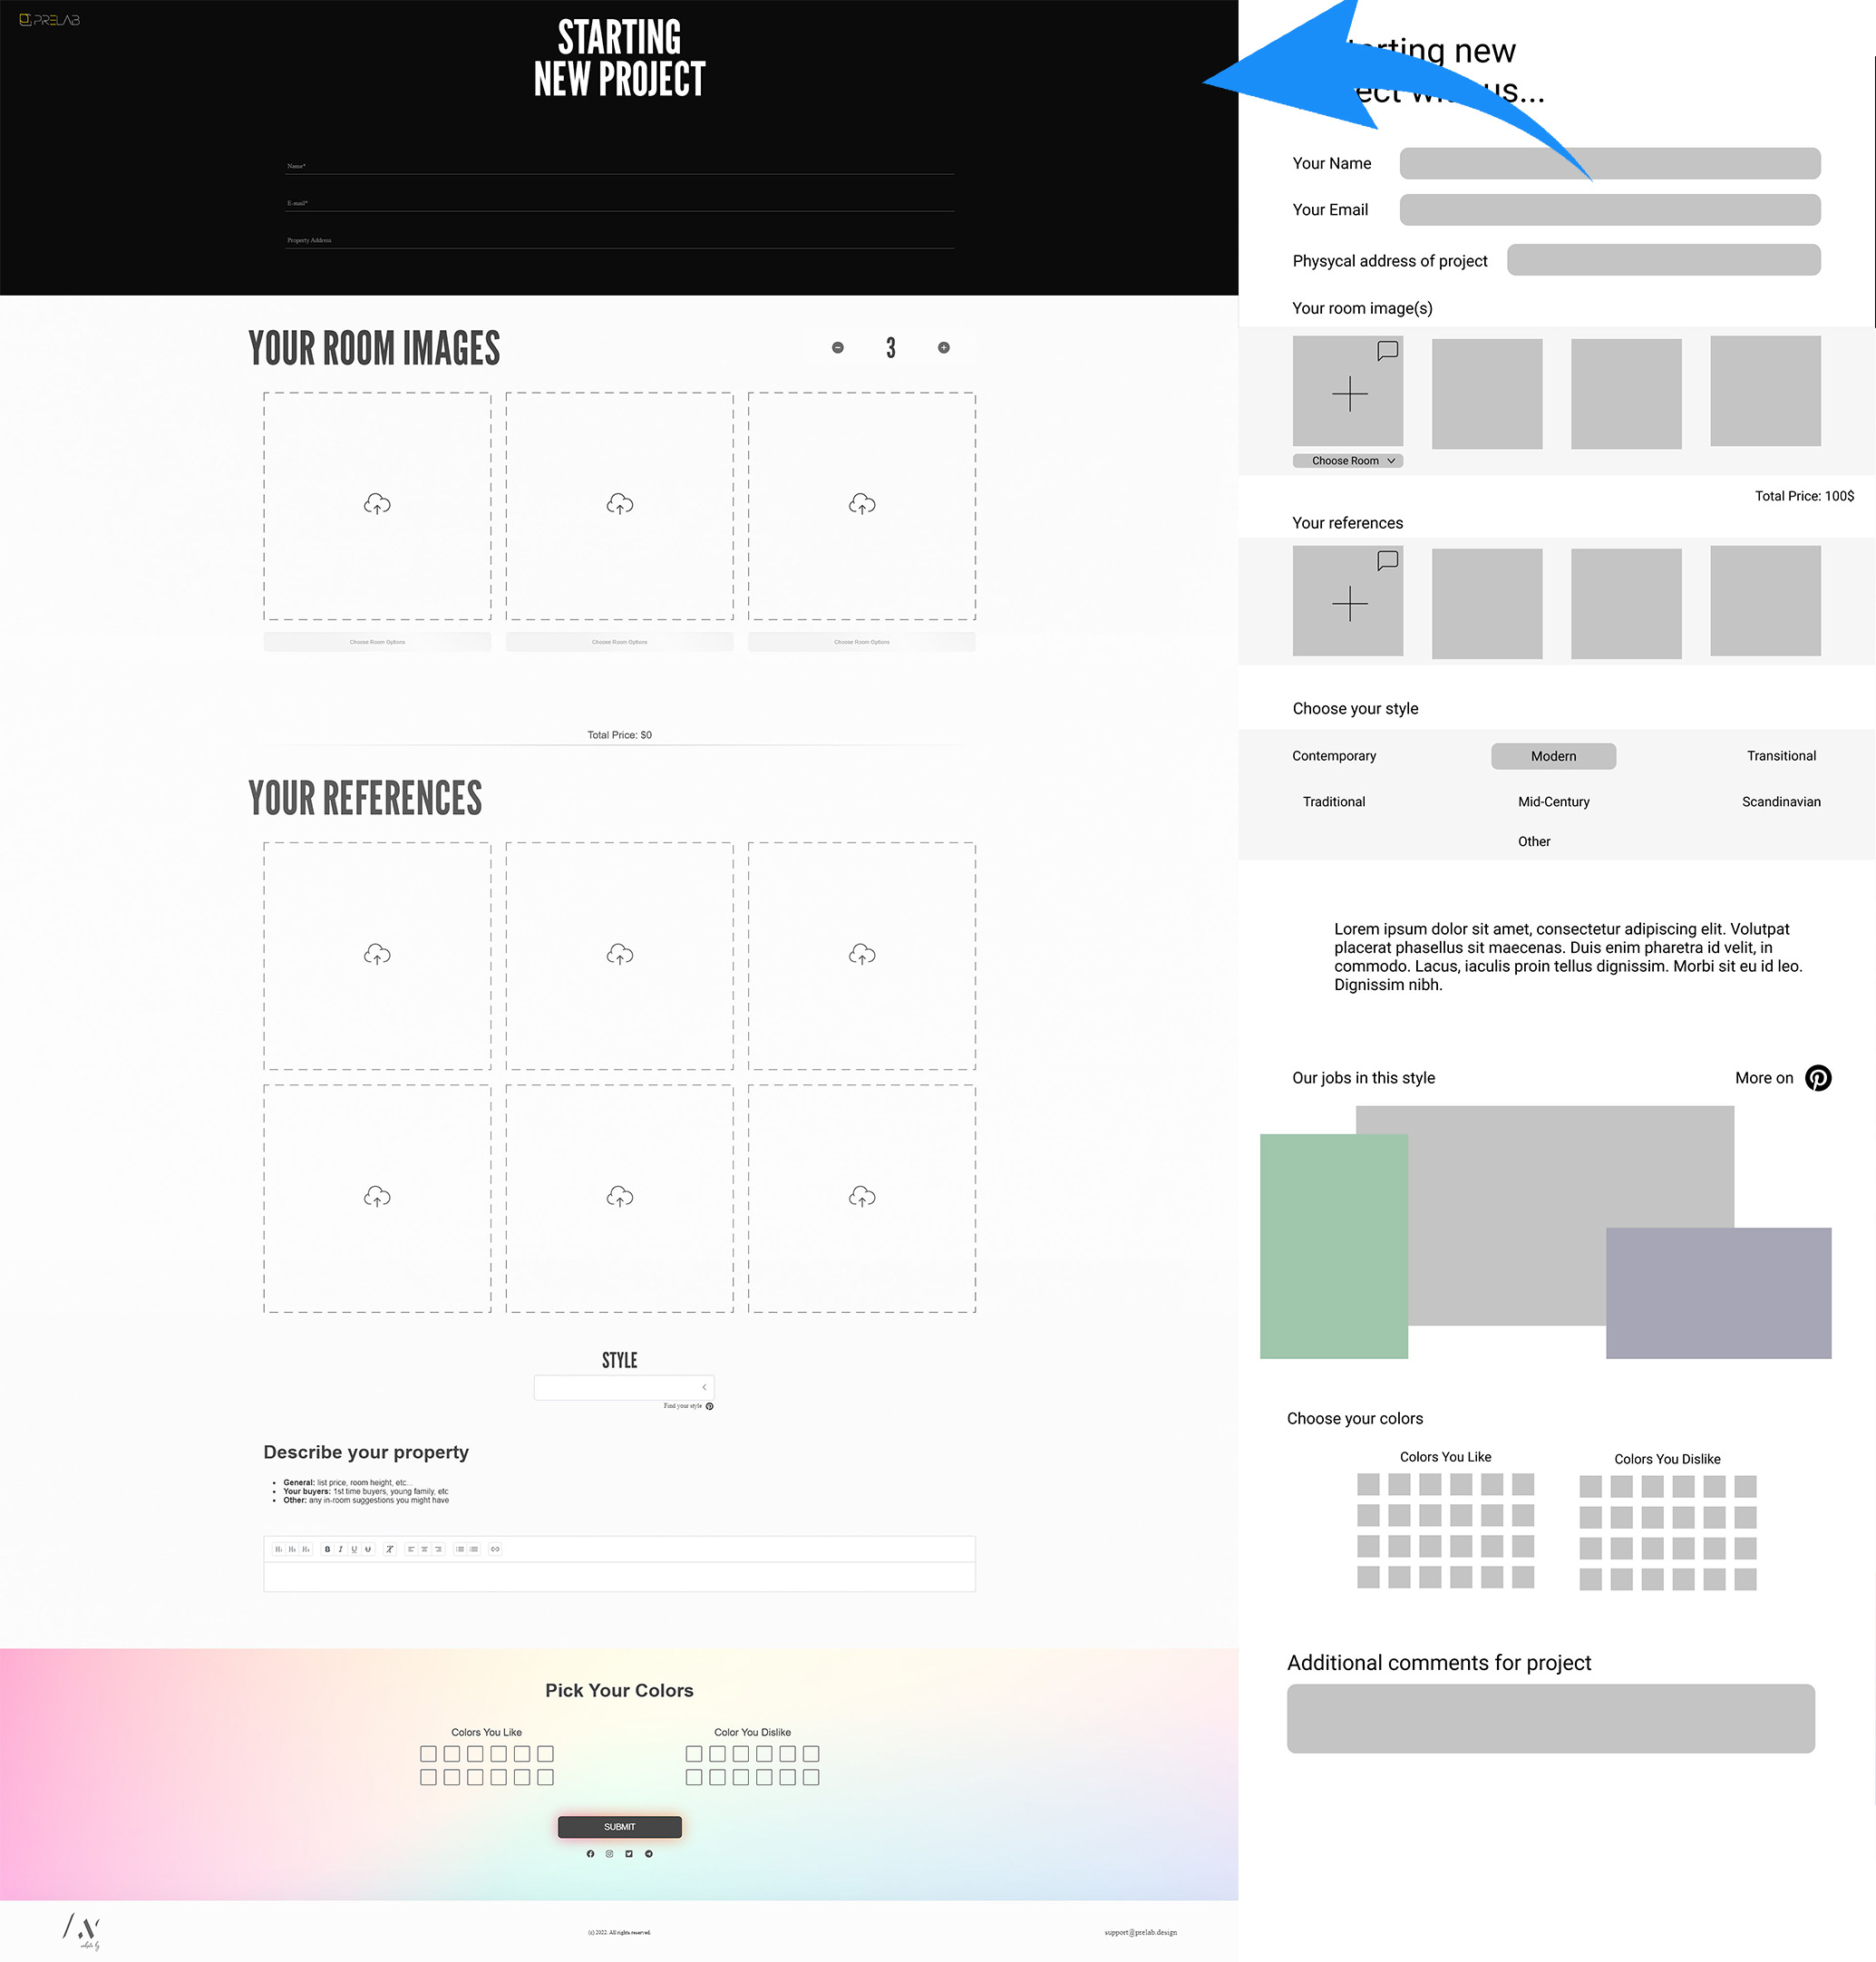 PRELAB
STARTING
NEW PROJECT
Name*
E-mail*
Property Address
YOUR ROOM IMAGES
3
Choose Room Options
Choose Room Options
Choose Room Options
Total Price: $0
YOUR REFERENCES
STYLE
Find your style
Describe your property
General: list price, room height, etc...
Your buyers: 1st time buyers, young family, etc
Other: any in-room suggestions you might have
H₁ H₂ H₃ B I U
Pick Your Colors
Colors You Like
Color You Dislike
SUBMIT
website by
(c) 2022. All rights reserved.
support@prelab.design
new
us...
Your Name
Your Email
Physycal address of project
Your room image(s)
Choose Room
Total Price: 100$
Your references
Choose your style
Contemporary
Modern
Transitional
Traditional
Mid-Century
Scandinavian
Other
Lorem ipsum dolor sit amet, consectetur adipiscing elit. Volutpat
placerat phasellus sit maecenas. Duis enim pharetra id velit, in
commodo. Lacus, iaculis proin tellus dignissim. Morbi sit eu id leo.
Dignissim nibh.
Our jobs in this style
More on
Choose your colors
Colors You Like
Colors You Dislike
Additional comments for project